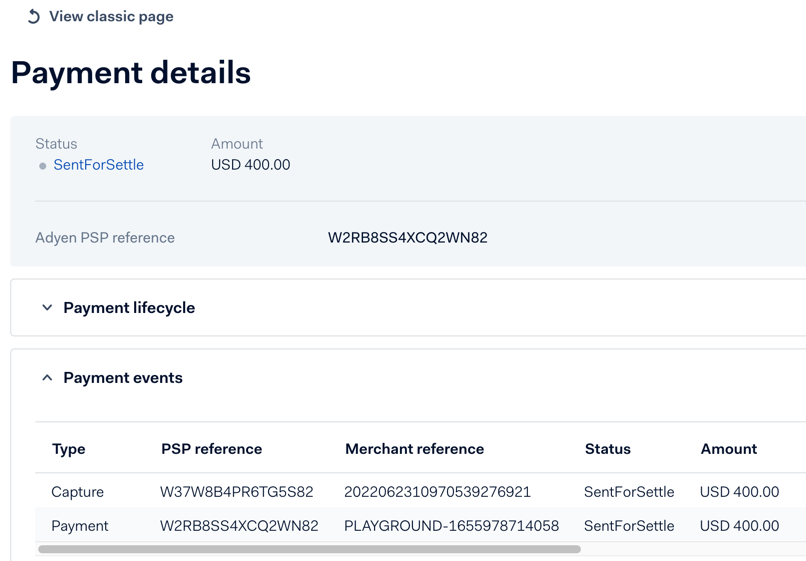 View classic page
Payment details
Status Amount
SentForSettle USD 400.00
Adyen PSP reference W2RB8SS4XCQ2WN82
Payment lifecycle
Payment events
Type PSP reference Merchant reference Status Amount
Capture W37W8B4PR6TG5S82 2022062310970539276921 SentForSettle USD 400.00
Payment W2RB8SS4XCQ2WN82 PLAYGROUND-1655978714058 SentForSettle USD 400.00